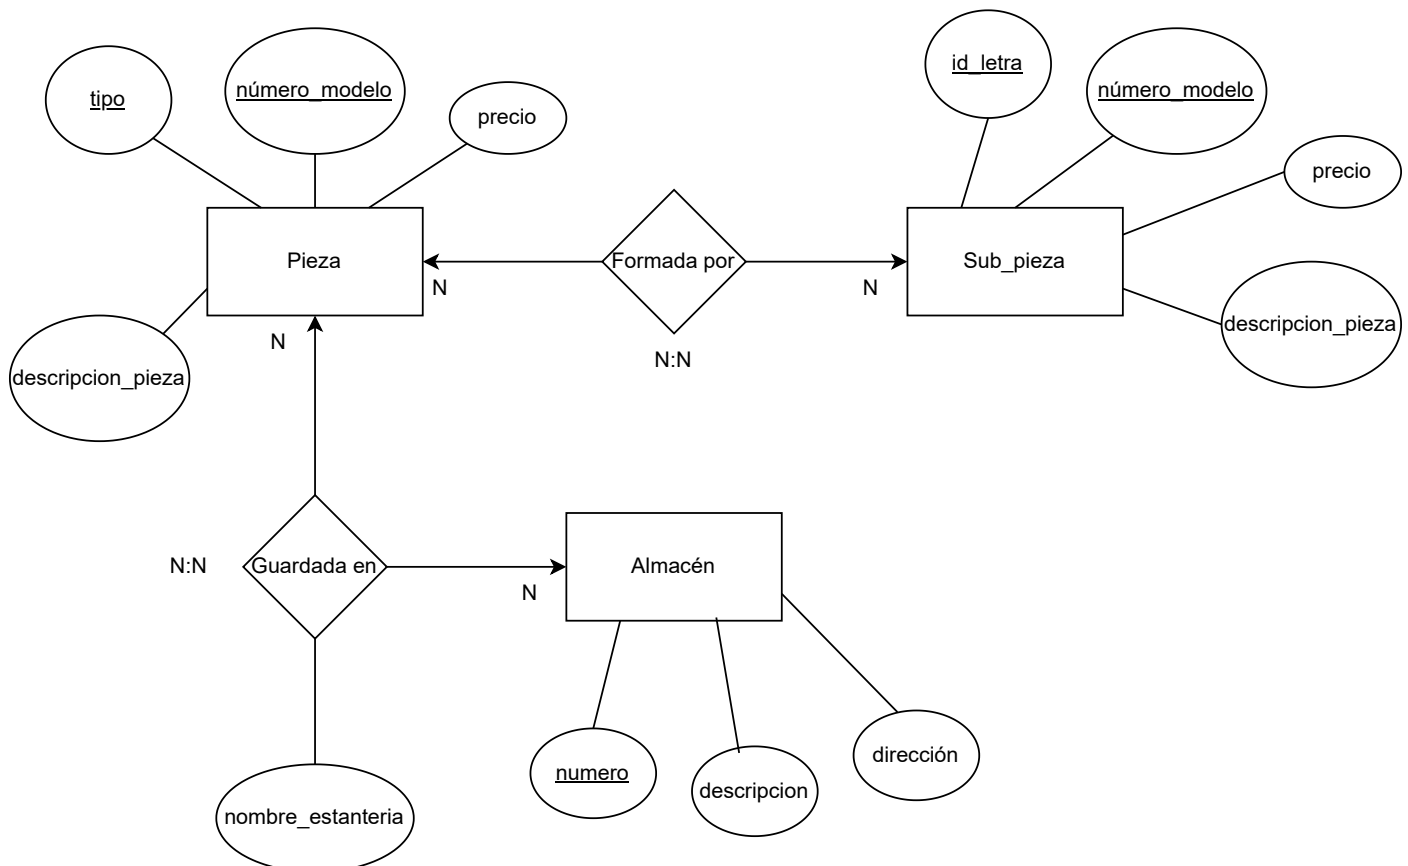 id_letra
tipo
número_modelo
número_modelo
precio
precio
Pieza
Formada por
Sub_pieza
N
N
descripcion_pieza
N
N:N
descripcion_pieza
N:N
Guardada en
Almacén
N
numero
descripcion
dirección
nombre_estanteria